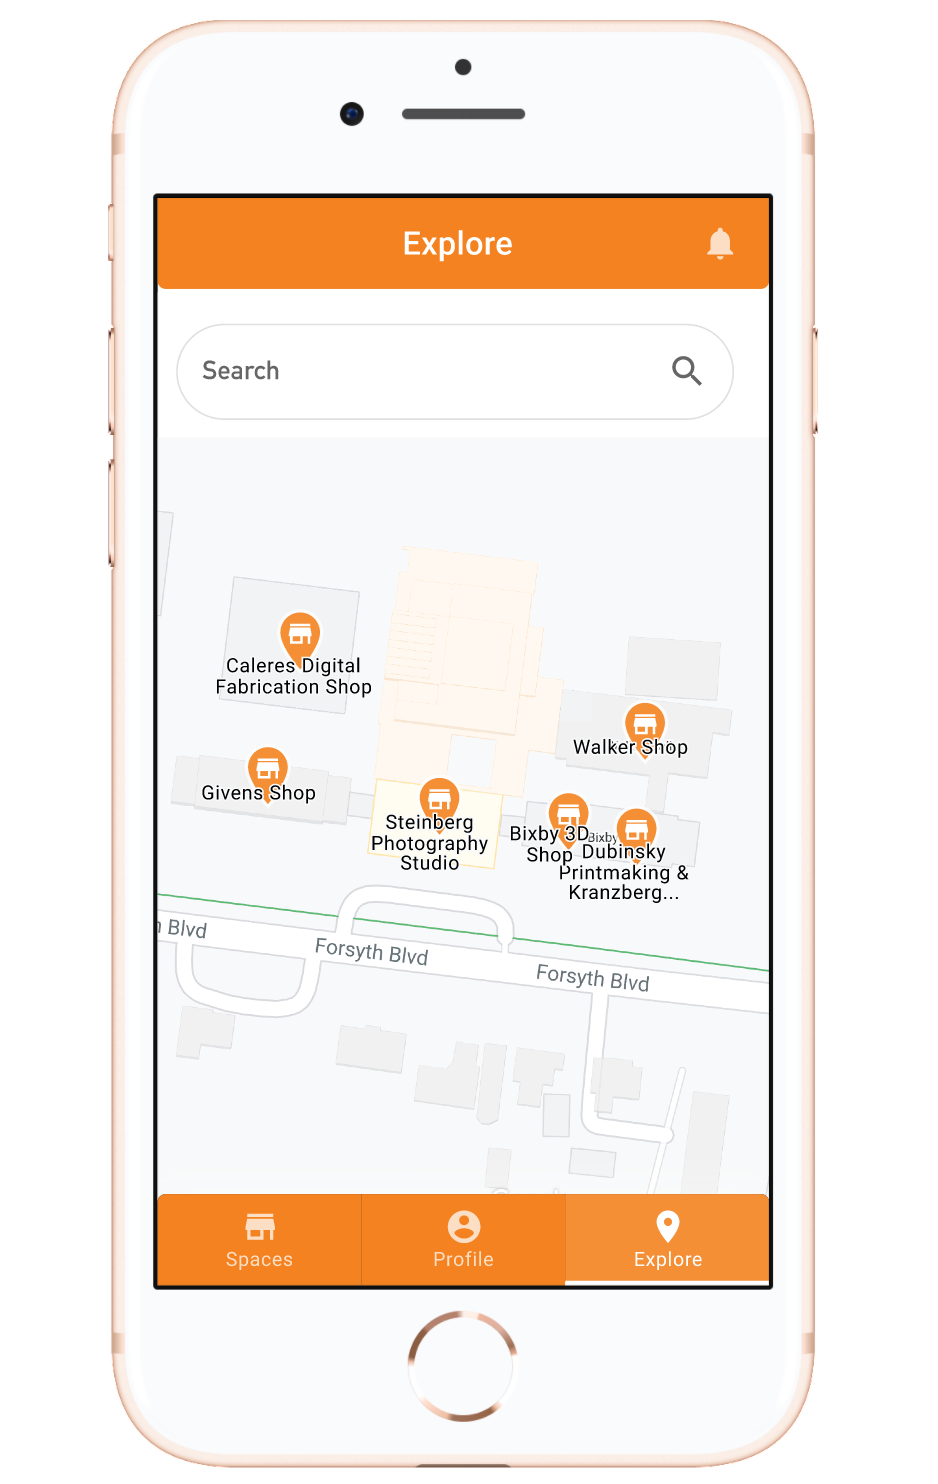 Explore
Search
Caleres Digital
Fabrication Shop
Walker Shop
Givens Shop
Steinberg
Photography
Studio
Bixby 3D
Shop
Bixby
Dubinsky
Printmaking &
Kranzberg...
h Blvd
Forsyth Blvd
Forsyth Blvd
Spaces
Profile
Explore